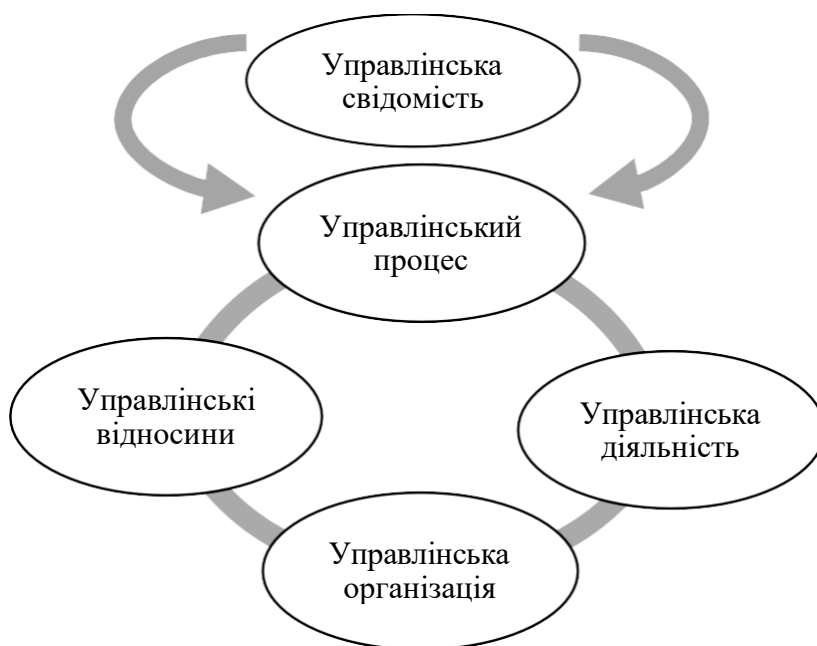 Управлінська
свідомість
Управлінський
процес
Управлінські
відносини
Управлінська
діяльність
Управлінська
організація